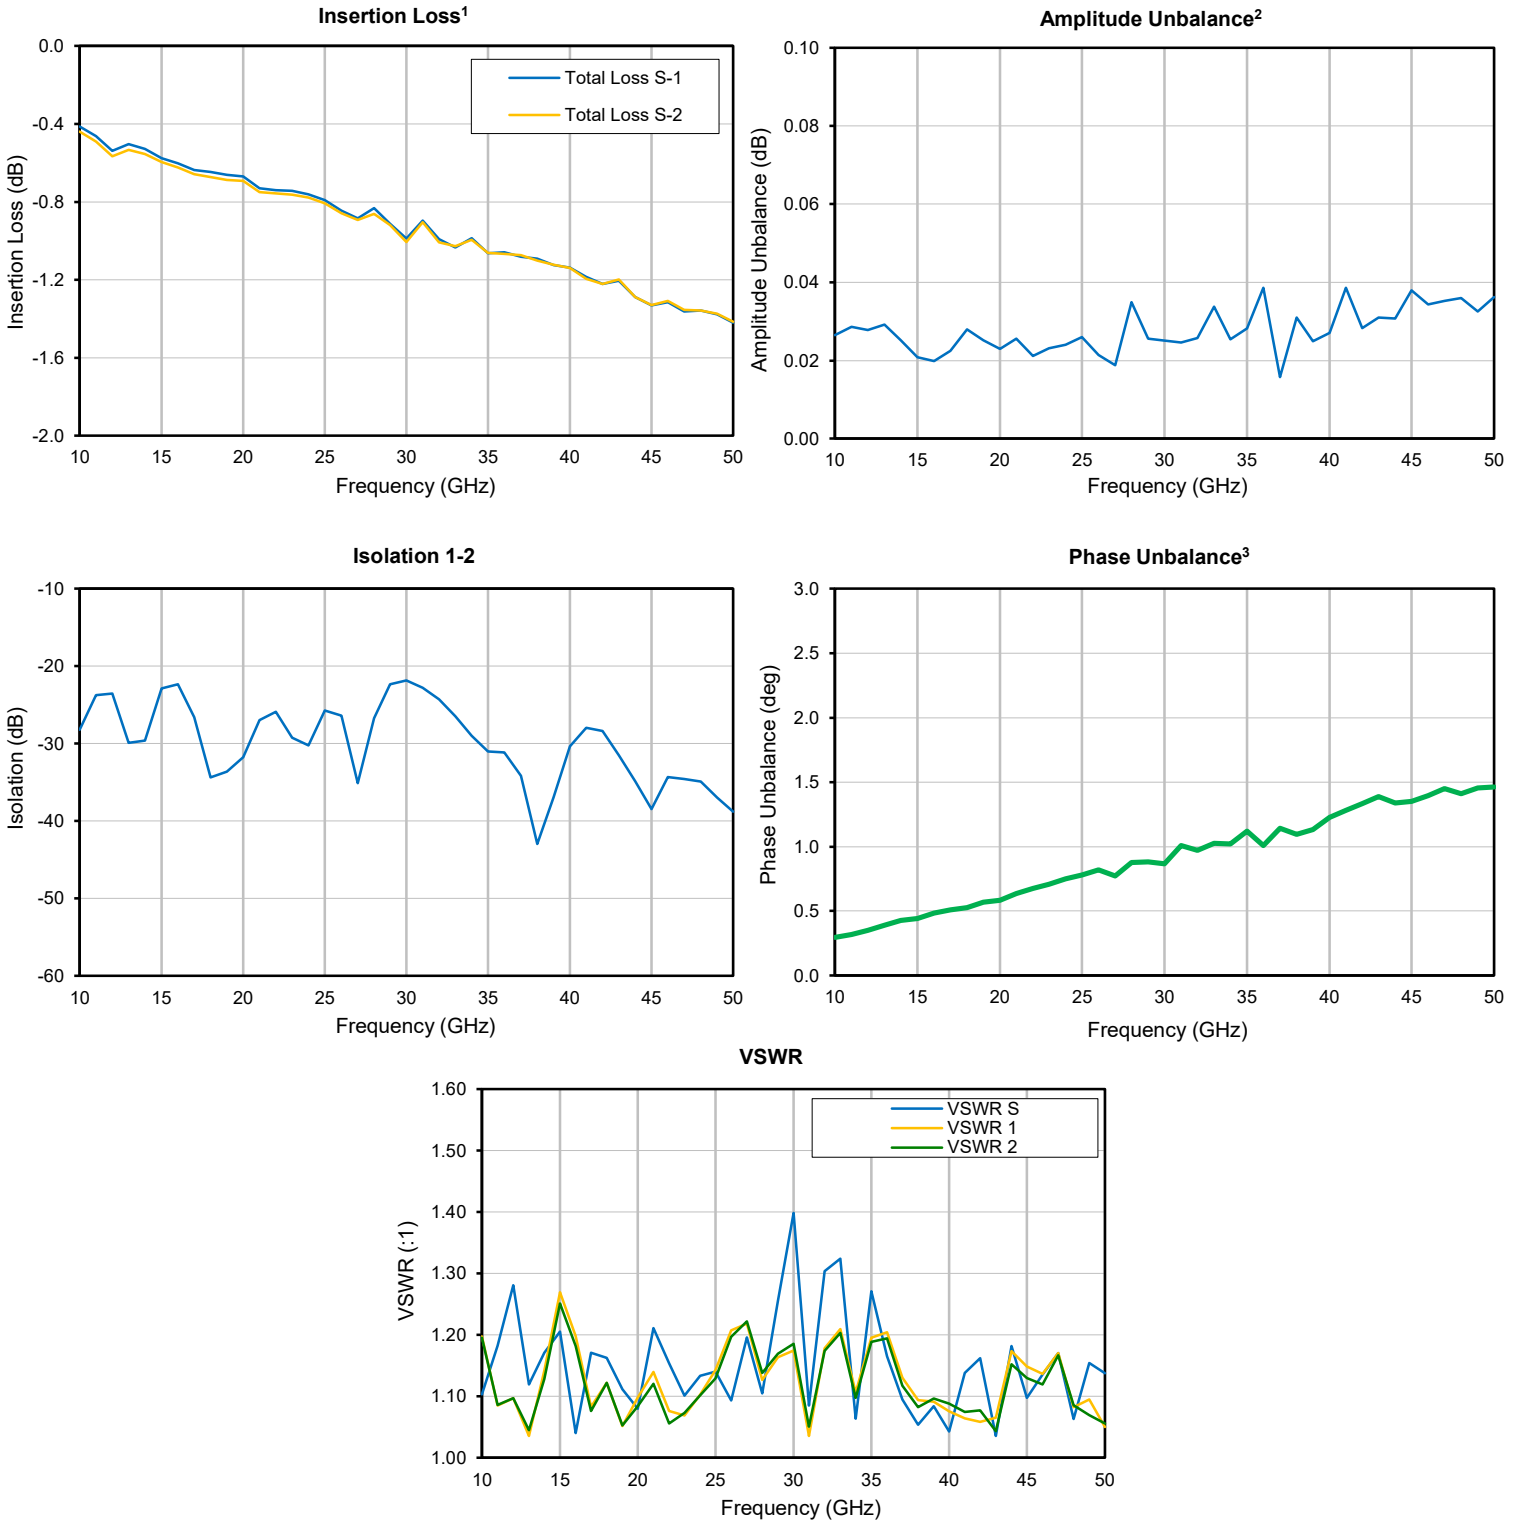 Insertion Loss¹
0.0
-0.4
-0.8
-1.2
-1.6
-2.0
Insertion Loss (dB)
Total Loss S-1
Total Loss S-2
10 15 20 25 30 35 40 45 50
Frequency (GHz)
Amplitude Unbalance²
0.10
0.08
0.06
0.04
0.02
0.00
Amplitude Unbalance (dB)
10 15 20 25 30 35 40 45 50
Frequency (GHz)
Isolation 1-2
-10
-20
-30
-40
-50
-60
Isolation (dB)
10 15 20 25 30 35 40 45 50
Frequency (GHz)
Phase Unbalance³
3.0
2.5
2.0
1.5
1.0
0.5
0.0
Phase Unbalance (deg)
10 15 20 25 30 35 40 45 50
Frequency (GHz)
VSWR
1.60
1.50
1.40
1.30
1.20
1.10
1.00
VSWR (:1)
VSWR S
VSWR 1
VSWR 2
10 15 20 25 30 35 40 45 50
Frequency (GHz)